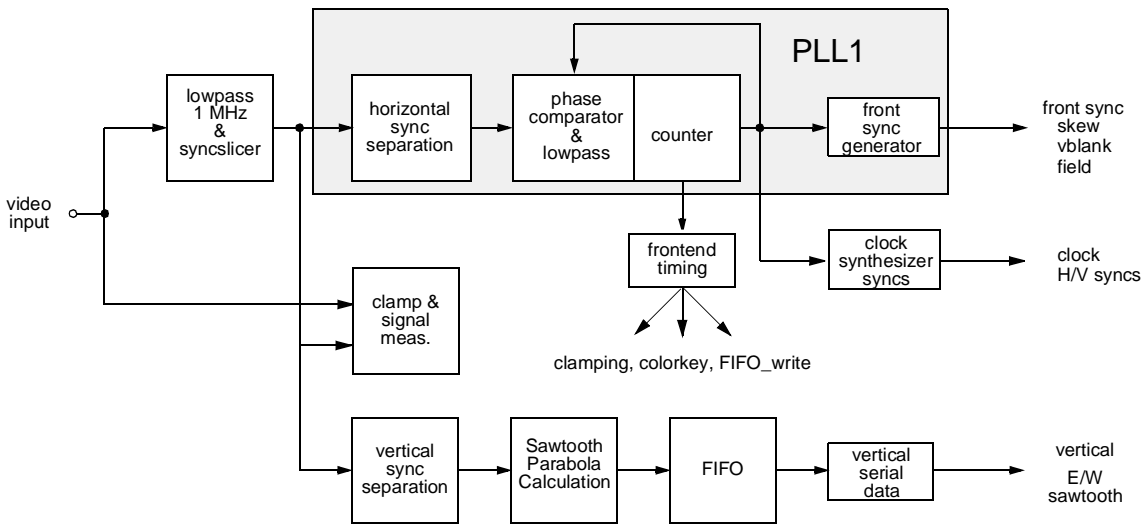 PLL1
lowpass
1 MHz
&
syncslicer
horizontal
sync
separation
phase
comparator
&
lowpass
counter
front
sync
generator
front sync
skew
vblank
field
video
input
frontend
timing
clock
synthesizer
syncs
clock
H/V syncs
clamp &
signal
meas.
clamping, colorkey, FIFO_write
vertical
sync
separation
Sawtooth
Parabola
Calculation
FIFO
vertical
serial
data
vertical
E/W
sawtooth